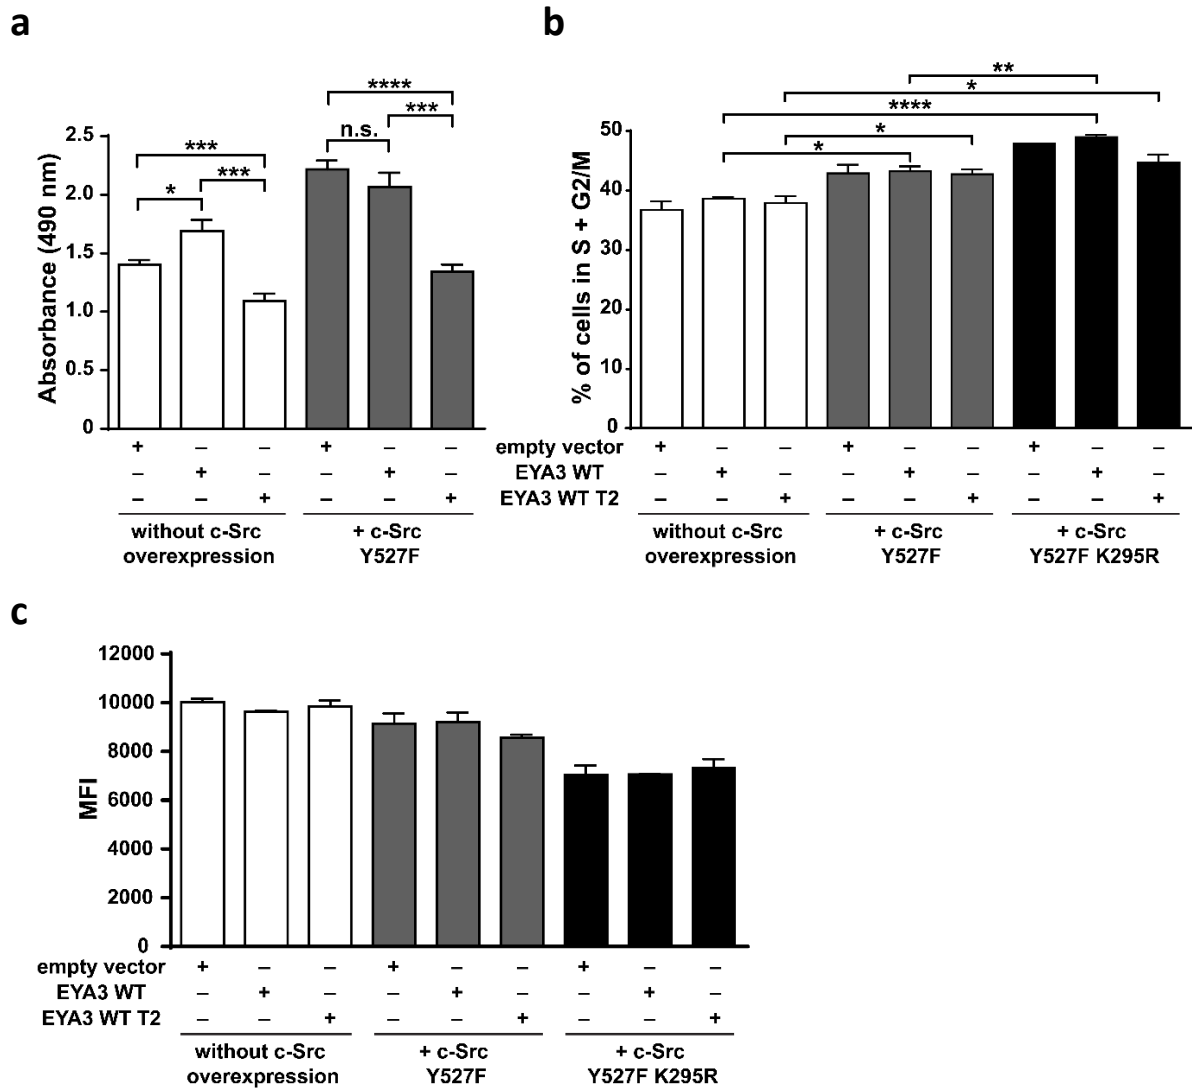 a
Absorbance (490 nm)
2.5
2.0
1.5
1.0
0.5
0
***
*
***
****
n.s.
***
+ – – + – –
– + – – + –
– – + – – +
without c-Src
overexpression
+ c-Src
Y527F
b
% of cells in S + G2/M
50
40
30
20
10
0
**
*
****
*
*
empty vector + – – + – – + – –
EYA3 WT – + – – + – – + –
EYA3 WT T2 – – + – – + – – +
without c-Src
overexpression
+ c-Src
Y527F
+ c-Src
Y527F K295R
c
MFI
12000
10000
8000
6000
4000
2000
0
empty vector + – – + – – + – –
EYA3 WT – + – – + – – + –
EYA3 WT T2 – – + – – + – – +
without c-Src
overexpression
+ c-Src
Y527F
+ c-Src
Y527F K295R